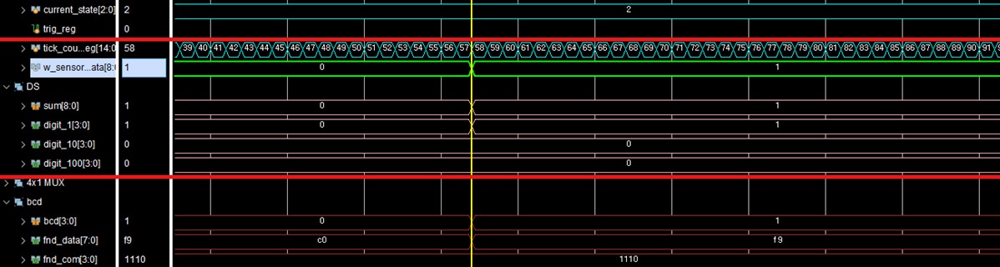 current_state[2:0] 2 2
trig_reg 0
tick_cou...eg[14:0 58 39 40 41 42 43 44 45 46 47 48 49 50 51 52 53 54 55 56 57 58 59 60 61 62 63 64 65 66 67 68 69 70 71 72 73 74 75 76 77 78 79 80 81 82 83 84 85 86 87 88 89 90 91
w_sensor...ata[8:0 1 0 1
DS
sum[8:0] 1 0 1
digit_1[3:0] 1 0 1
digit_10[3:0] 0 0
digit_100[3:0] 0 0
4x1 MUX
bcd
bcd[3:0] 1 0 1
fnd_data[7:0] f9 c0 f9
fnd_com[3:0] 1110 1110